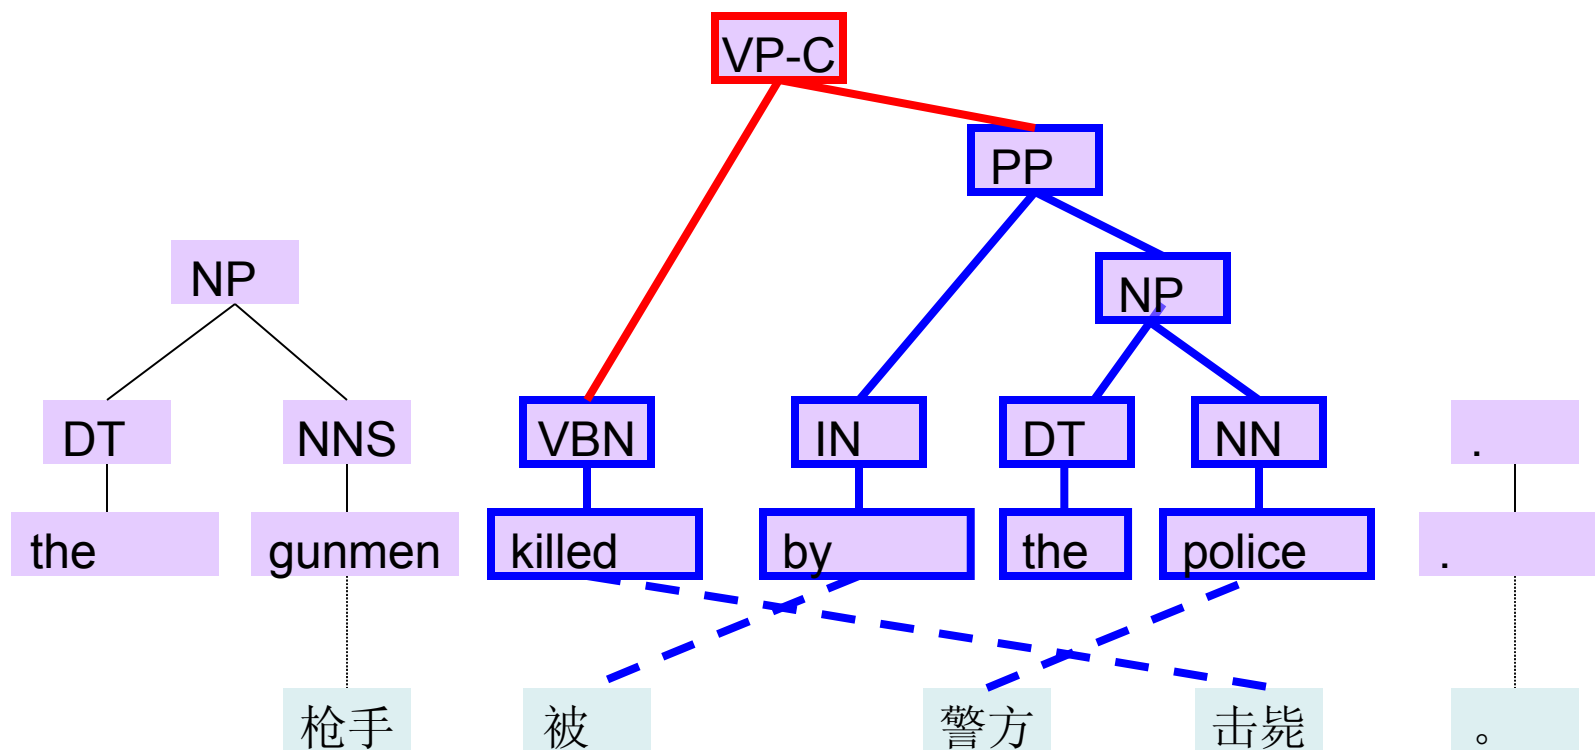 VP-C
PP
NP
NP
DT NNS VBN IN DT NN .
the gunmen killed by the police .
枪手 被 警方 击毙 。